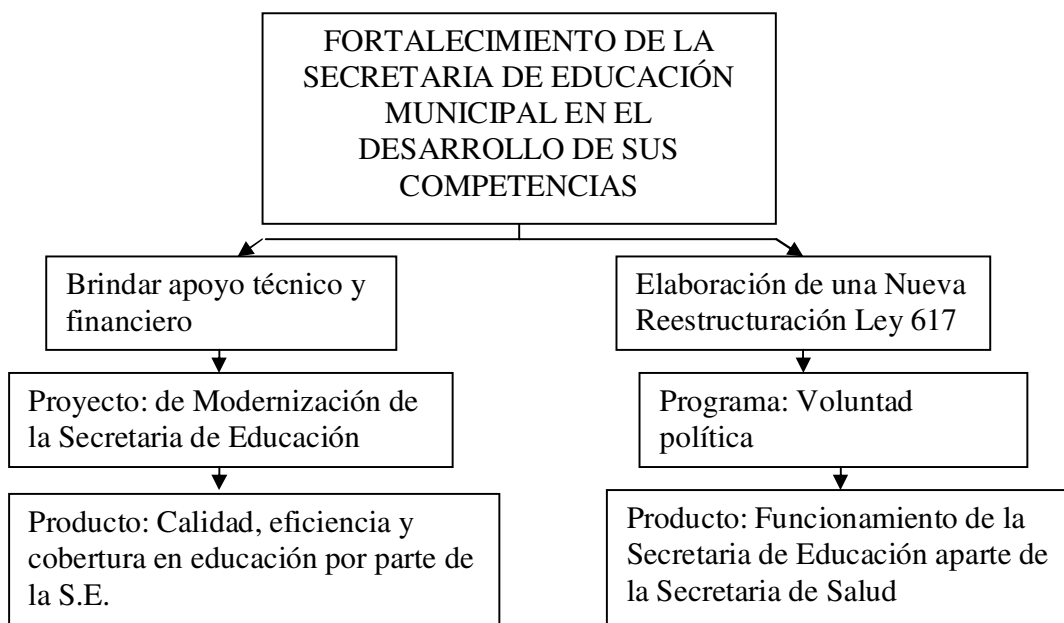 FORTALECIMIENTO DE LA
SECRETARIA DE EDUCACIÓN
MUNICIPAL EN EL
DESARROLLO DE SUS
COMPETENCIAS
Brindar apoyo técnico y
financiero
Elaboración de una Nueva
Reestructuración Ley 617
Proyecto: de Modernización de
la Secretaria de Educación
Programa: Voluntad
política
Producto: Calidad, eficiencia y
cobertura en educación por parte de
la S.E.
Producto: Funcionamiento de la
Secretaria de Educación aparte de
la Secretaria de Salud